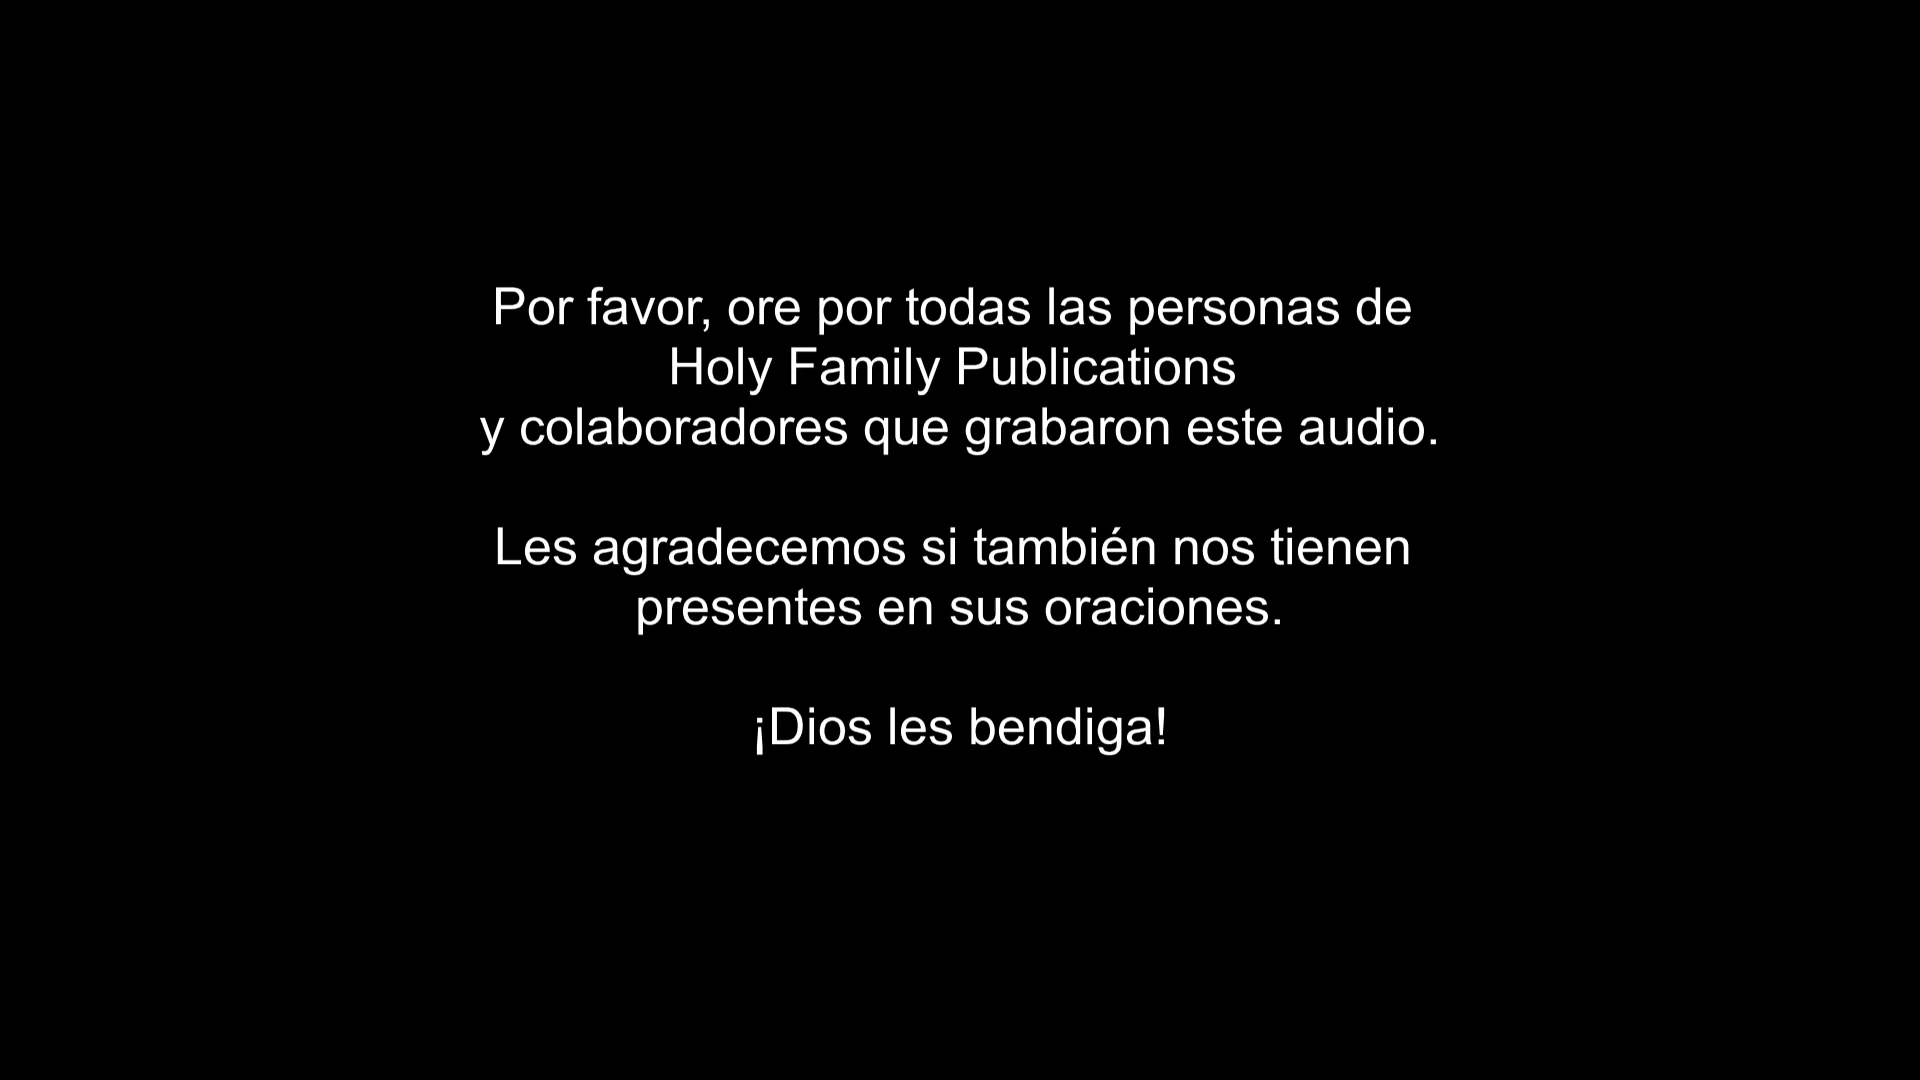 Por favor, ore por todas las personas de
Holy Family Publications
y colaboradores que grabaron este audio.
Les agradecemos si también nos tienen
presentes en sus oraciones.
¡Dios les bendiga!